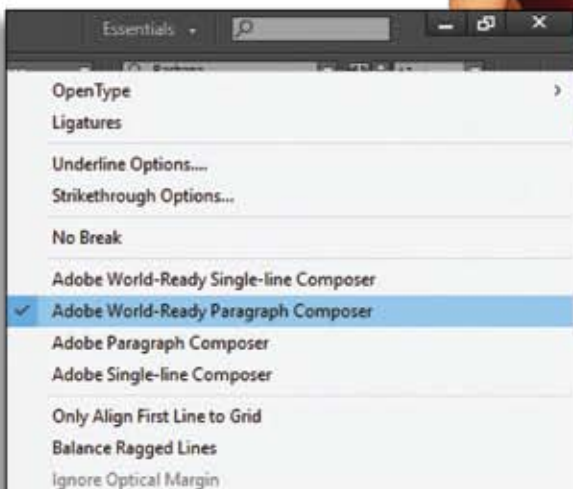 Essentials
OpenType
Ligatures
Underline Options....
Strikethrough Options...
No Break
Adobe World-Ready Single-line Composer
Adobe World-Ready Paragraph Composer
Adobe Paragraph Composer
Adobe Single-line Composer
Only Align First Line to Grid
Balance Ragged Lines
Ignore Optical Margin